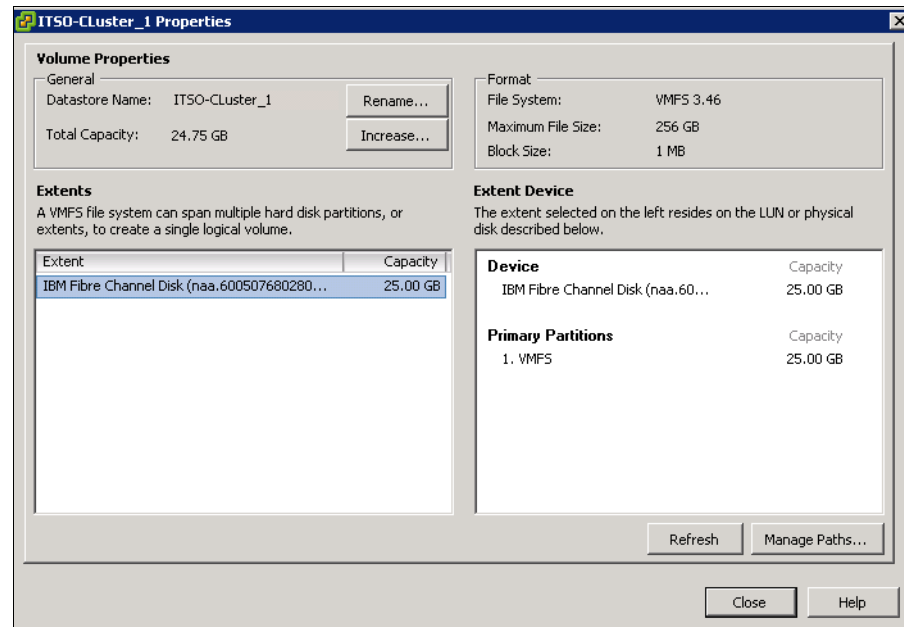 ITSO-CLuster_1 Properties
Volume Properties
General
Datastore Name: ITSO-CLuster_1 Rename...
Total Capacity: 24.75 GB Increase...
Format
File System: VMFS 3.46
Maximum File Size: 256 GB
Block Size: 1 MB
Extents
A VMFS file system can span multiple hard disk partitions, or
extents, to create a single logical volume.
Extent Capacity
IBM Fibre Channel Disk (naa.600507680280... 25.00 GB
Extent Device
The extent selected on the left resides on the LUN or physical
disk described below.
Device Capacity
IBM Fibre Channel Disk (naa.60... 25.00 GB
Primary Partitions Capacity
1. VMFS 25.00 GB
Refresh Manage Paths...
Close Help